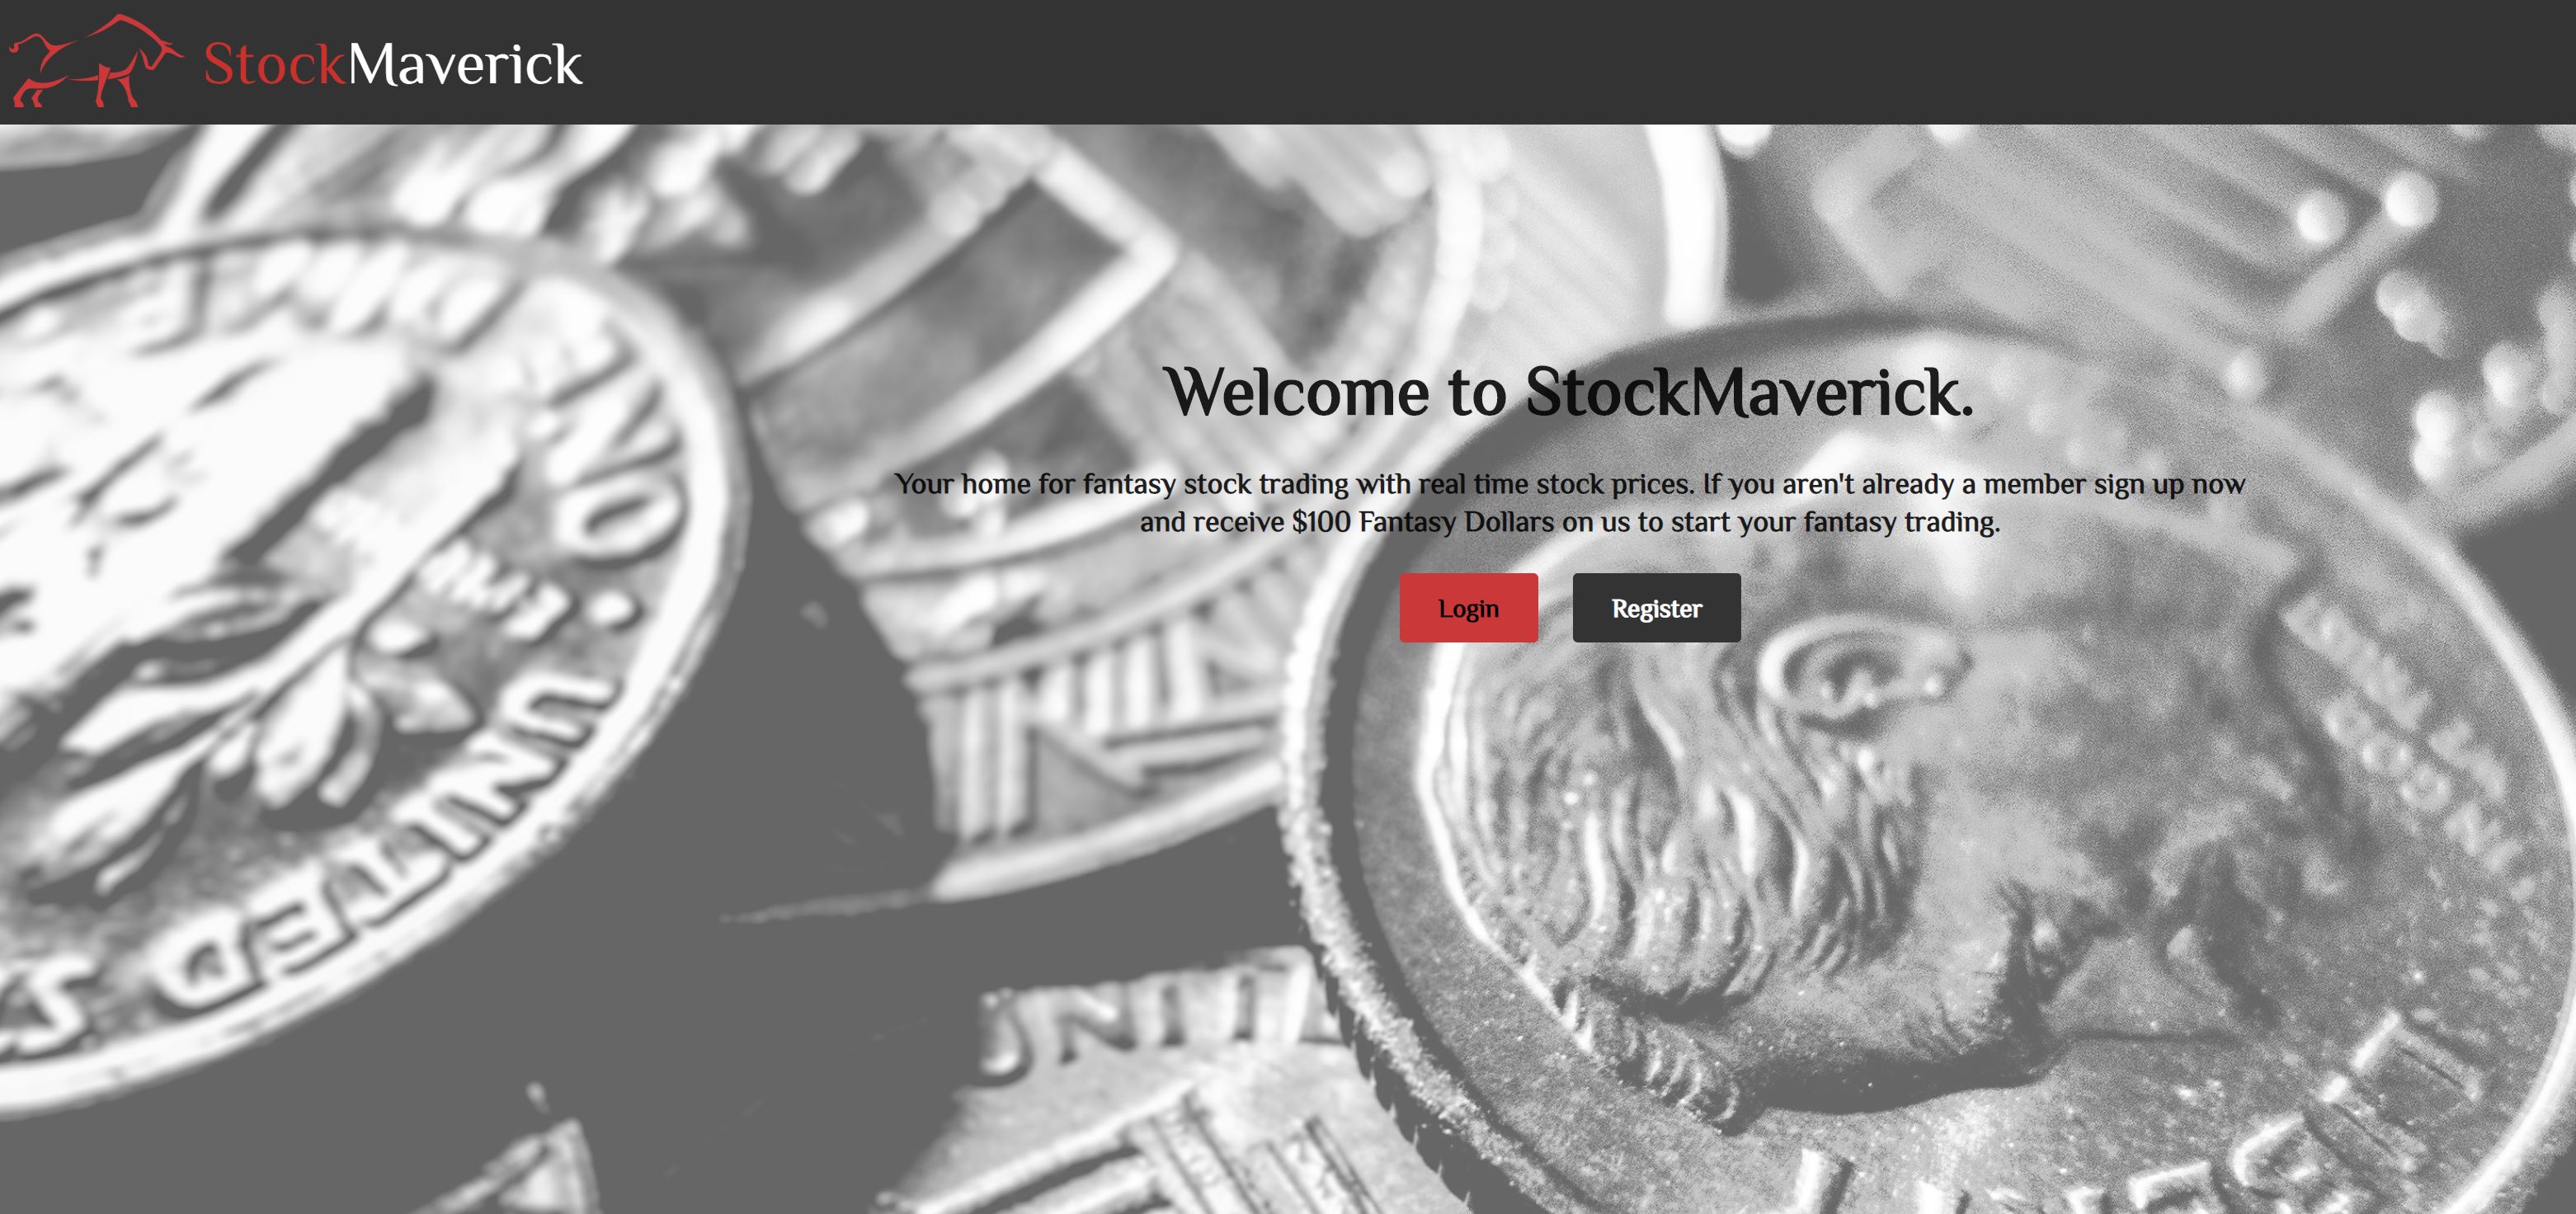 StockMaverick
Welcome to StockMaverick.
Your home for fantasy stock trading with real time stock prices. If you aren't already a member sign up now
and receive $100 Fantasy Dollars on us to start your fantasy trading.
Login
Register
UNITED